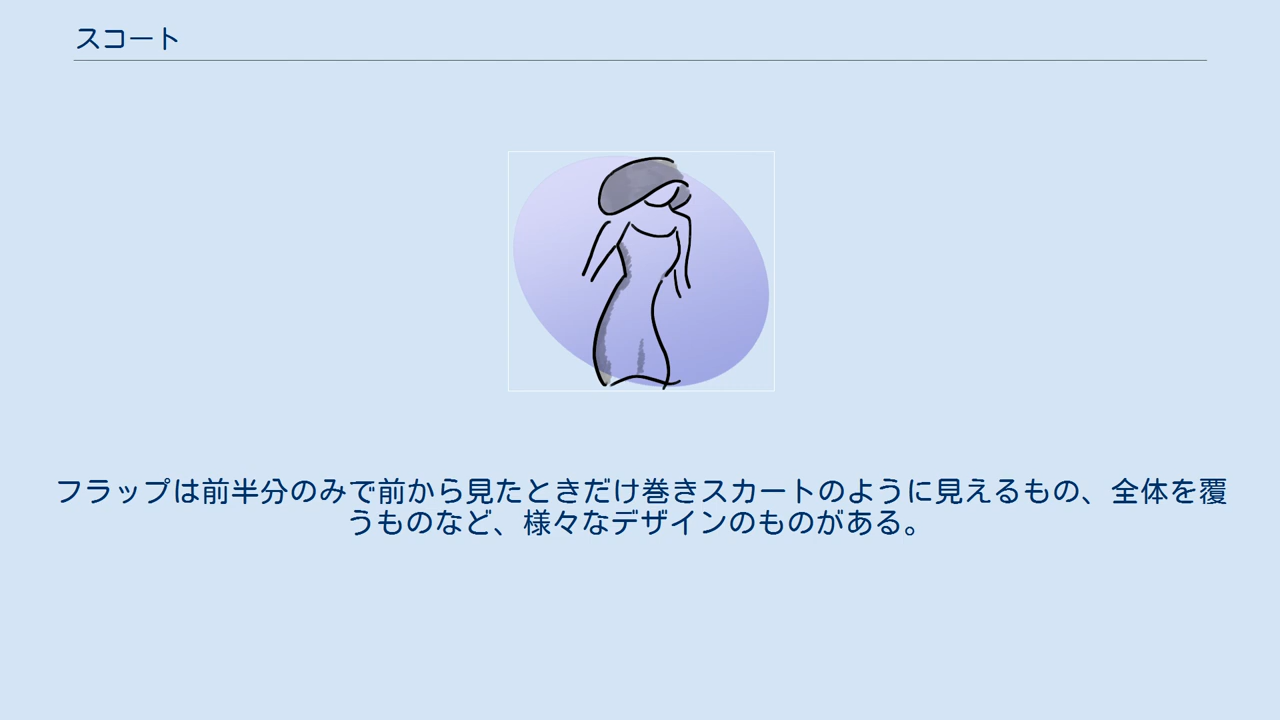 スコート
フラップは前半分のみで前から見たときだけ巻きスカートのように見えるもの、全体を覆
うものなど、様々なデザインのものがある。